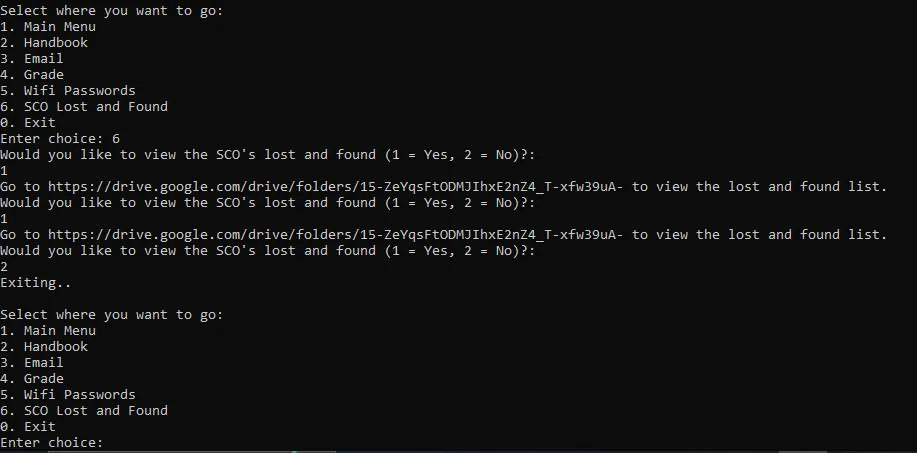 Select where you want to go:
1. Main Menu
2. Handbook
3. Email
4. Grade
5. Wifi Passwords
6. SCO Lost and Found
0. Exit
Enter choice: 6
Would you like to view the SCO's lost and found (1 = Yes, 2 = No)?:
1
Go to https://drive.google.com/drive/folders/15-ZeYqsFtODMJIhxE2nZ4_T-xfw39uA- to view the lost and found list.
Would you like to view the SCO's lost and found (1 = Yes, 2 = No)?:
1
Go to https://drive.google.com/drive/folders/15-ZeYqsFtODMJIhxE2nZ4_T-xfw39uA- to view the lost and found list.
Would you like to view the SCO's lost and found (1 = Yes, 2 = No)?:
2
Exiting..
Select where you want to go:
1. Main Menu
2. Handbook
3. Email
4. Grade
5. Wifi Passwords
6. SCO Lost and Found
0. Exit
Enter choice: